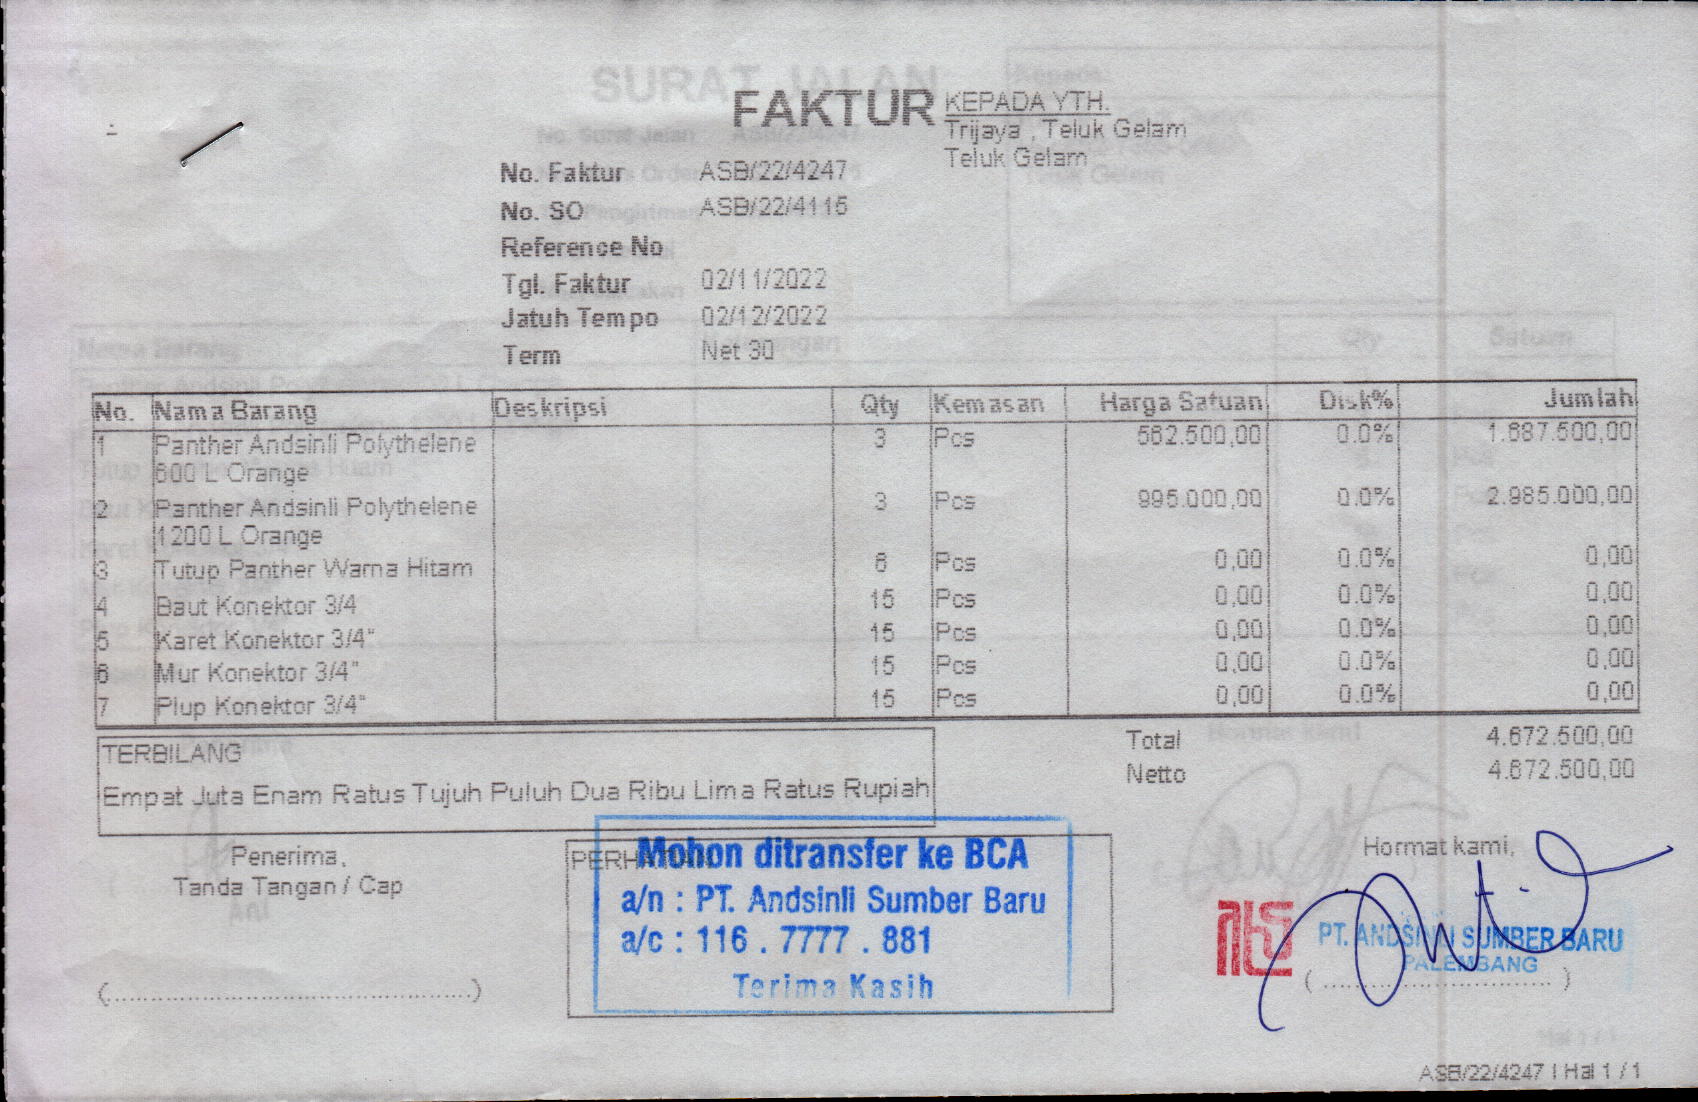 FAKTUR
KEPADA YTH.
Trijaya , Teluk Gelam
Teluk Gelam
No. Faktur ASB/22/4247
No. SO ASB/22/4115
Reference No
Tgl. Faktur 02/11/2022
Jatuh Tempo 02/12/2022
Term Net 30
No. Nama Barang Deskripsi Qty Kemasan Harga Satuan Disk% Jumlah
1 Panther Andsinli Polythelene 3 Pcs 562.500,00 0.0% 1.687.500,00
600 L Orange
2 Panther Andsinli Polythelene 3 Pcs 995.000,00 0.0% 2.985.000,00
1200 L Orange
3 Tutup Panther Warna Hitam 6 Pcs 0,00 0.0% 0,00
4 Baut Konektor 3/4 15 Pcs 0,00 0.0% 0,00
5 Karet Konektor 3/4" 15 Pcs 0,00 0.0% 0,00
6 Mur Konektor 3/4" 15 Pcs 0,00 0.0% 0,00
7 Plup Konektor 3/4" 15 Pcs 0,00 0.0% 0,00
Total 4.672.500,00
Netto 4.672.500,00
TERBILANG
Empat Juta Enam Ratus Tujuh Puluh Dua Ribu Lima Ratus Rupiah
Penerima,
Tanda Tangan / Cap
(................................................)
Mohon ditransfer ke BCA
a/n : PT. Andsinli Sumber Baru
a/c : 116 . 7777 . 881
Terima Kasih
Hormat kami,
PT. ANDSINLI SUMBER BARU
PALEMBANG
( .............................. )
ASB/22/4247 | Hal 1 / 1